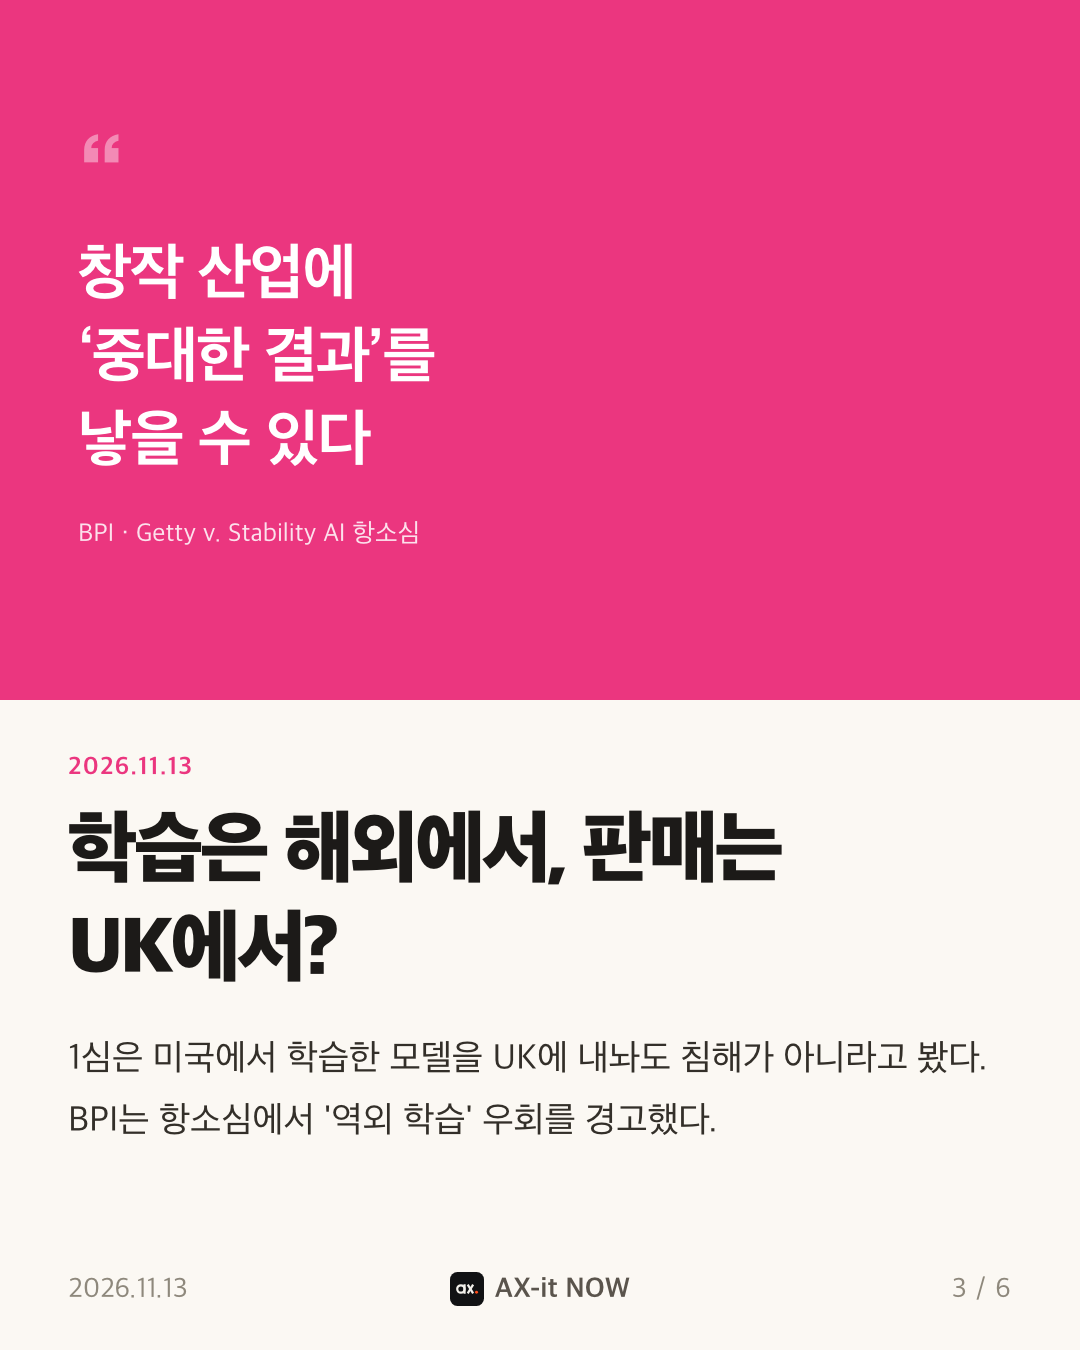 “
창작 산업에
‘중대한 결과’를
낳을 수 있다
BPI · Getty v. Stability AI 항소심
2026.11.13
학습은 해외에서, 판매는
UK에서?
1심은 미국에서 학습한 모델을 UK에 내놔도 침해가 아니라고 봤다.
BPI는 항소심에서 '역외 학습' 우회를 경고했다.
2026.11.13
ax. AX-it NOW
3 / 6